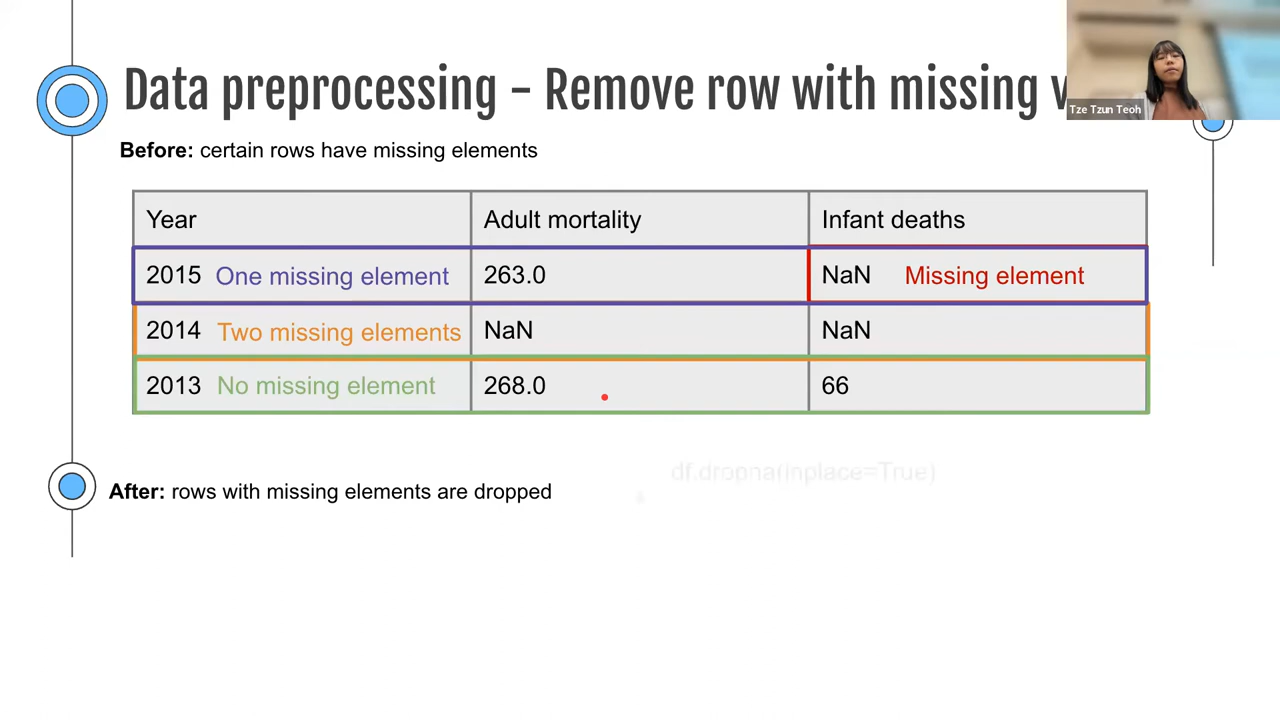 Data preprocessing - Remove row with missing
Tze Tzun Teoh
Before: certain rows have missing elements
Year Adult mortality Infant deaths
2015 One missing element 263.0 NaN Missing element
2014 Two missing elements NaN NaN
2013 No missing element 268.0 66
df.dropna(inplace=True)
After: rows with missing elements are dropped